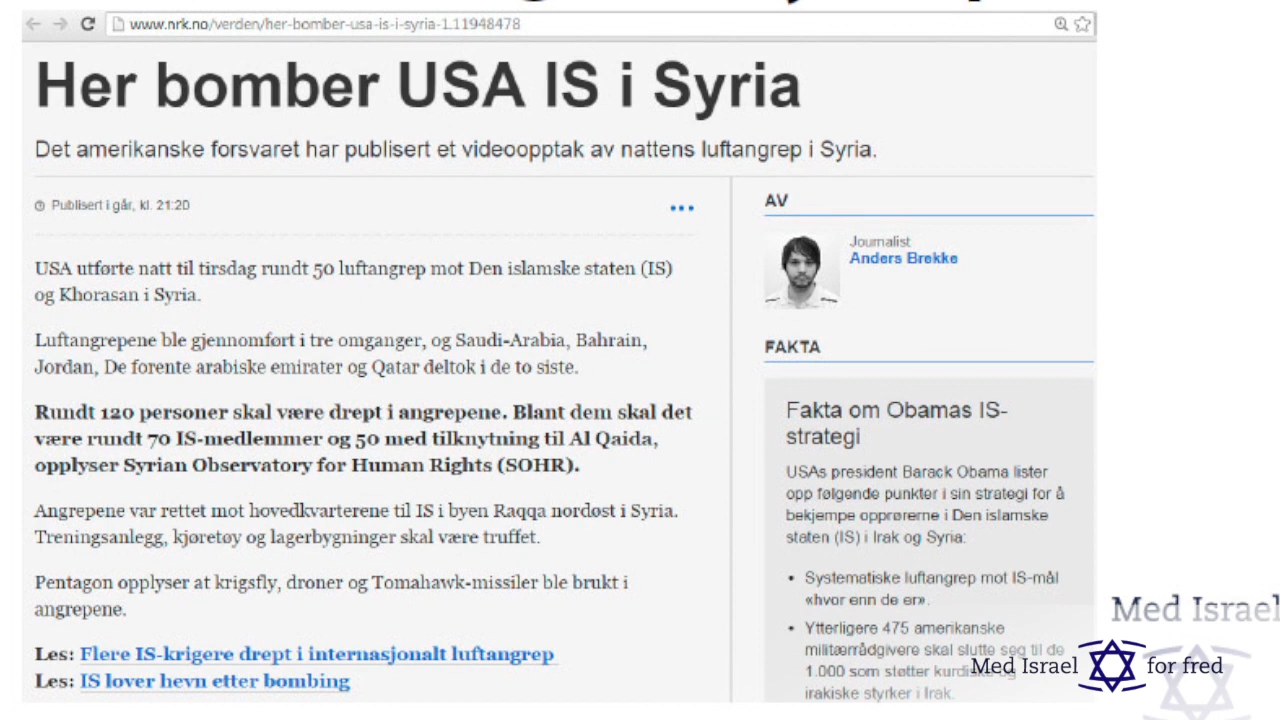 www.nrk.no/verden/her-bomber-usa-is-i-syria-1.11948478
Her bomber USA IS i Syria
Det amerikanske forsvaret har publisert et videoopptak av nattens luftangrep i Syria.
Publisert i går, kl. 21:20
USA utførte natt til tirsdag rundt 50 luftangrep mot Den islamske staten (IS)
og Khorasan i Syria.
Luftangrepene ble gjennomført i tre omganger, og Saudi-Arabia, Bahrain,
Jordan, De forente arabiske emirater og Qatar deltok i de to siste.
Rundt 120 personer skal være drept i angrepene. Blant dem skal det
være rundt 70 IS-medlemmer og 50 med tilknytning til Al Qaida,
opplyser Syrian Observatory for Human Rights (SOHR).
Angrepene var rettet mot hovedkvarterene til IS i byen Raqqa nordøst i Syria.
Treningsanlegg, kjøretøy og lagerbygninger skal være truffet.
Pentagon opplyser at krigsfly, droner og Tomahawk-missiler ble brukt i
angrepene.
Les: Flere IS-krigere drept i internasjonalt luftangrep
Les: IS lover hevn etter bombing
AV
Journalist
Anders Brekke
FAKTA
Fakta om Obamas IS-
strategi
USAs president Barack Obama lister
opp følgende punkter i sin strategi for å
bekjempe opprørerne i Den islamske
staten (IS) i Irak og Syria:
• Systematiske luftangrep mot IS-mål
«hvor enn de er».
• Ytterligere 475 amerikanske
militærrådgivere skal slutte seg til de
1.000 som støtter
irakiske styrker i Irak.
Med Israel
Med Israel for fred